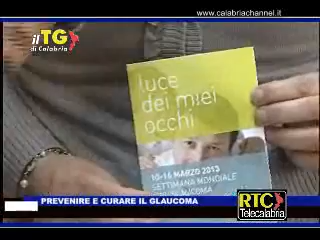 www.calabriachannel.it
il TG
di Calabria
luce
dei miei
occhi
10-16 MARZO 2013
SETTIMANA MONDIALE
GLAUCOMA
PREVENIRE E CURARE IL GLAUCOMA
RTC
Telecalabria